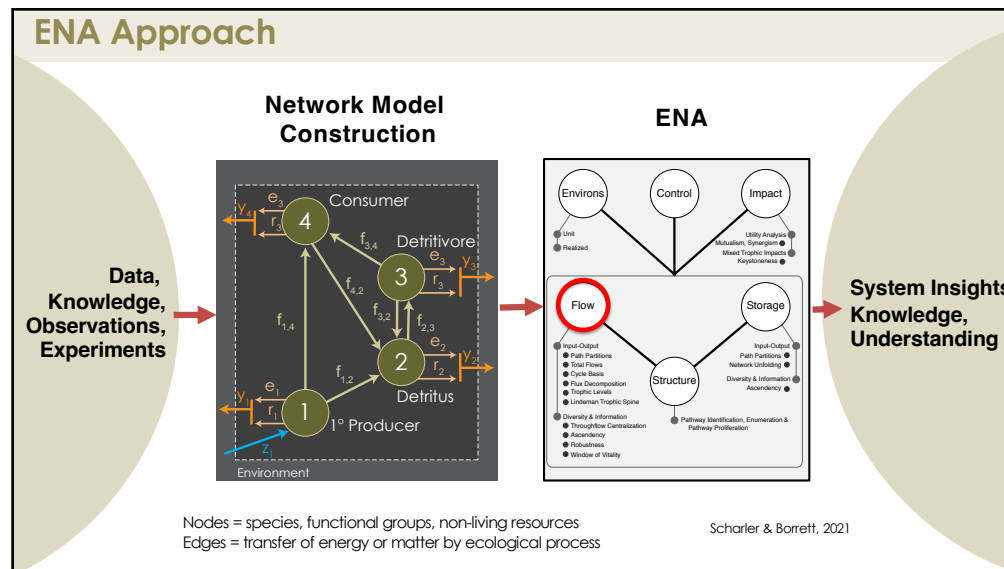 ENA Approach
Network Model
Construction
ENA
Data,
Knowledge,
Observations,
Experiments
y4
e3
r3
4
Consumer
f3,4
Detritivore
3
e3
r3
y3
f4,2
f3,2
f2,3
f1,4
2
e2
r2
y2
Detritus
f1,2
y1
e1
r1
1
1° Producer
z1
Environment
Environs
Control
Impact
Unit
Realized
Utility Analysis
Mutualism, Synergism
Mixed Trophic Impacts
Keystoneness
Flow
Storage
Structure
Input-Output
Path Partitions
Total Flows
Cycle Basis
Flux Decomposition
Trophic Levels
Lindeman Trophic Spine
Diversity & Information
Throughflow Centralization
Ascendency
Robustness
Window of Vitality
Input-Output
Path Partitions
Network Unfolding
Diversity & Information
Ascendency
Pathway Identification, Enumeration &
Pathway Proliferation
System Insights
Knowledge,
Understanding
Nodes = species, functional groups, non-living resources
Edges = transfer of energy or matter by ecological process
Scharler & Borrett, 2021